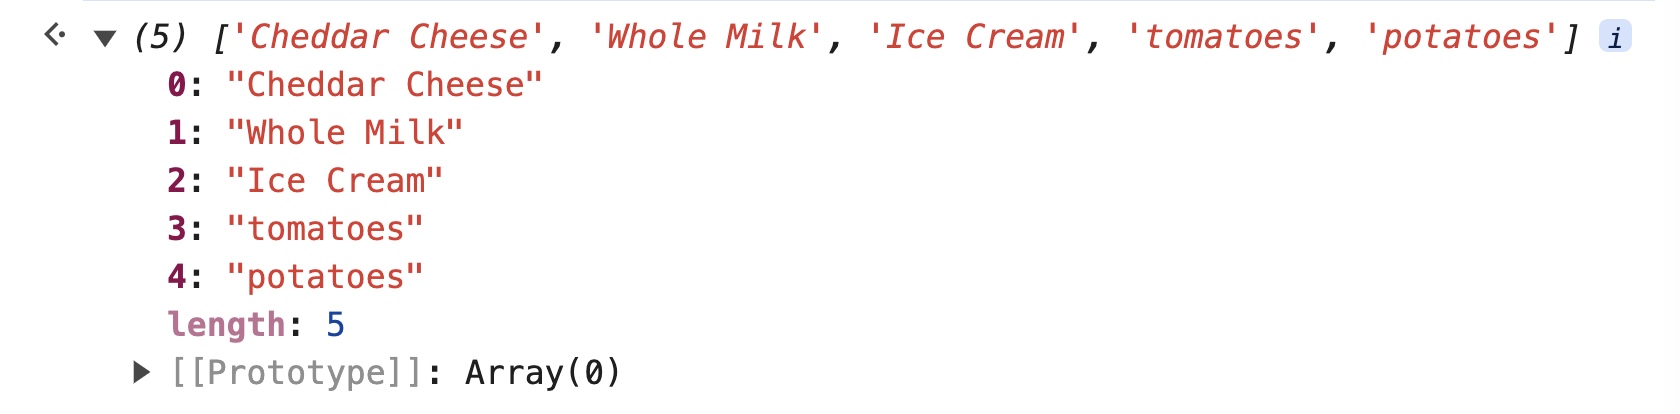 (5) ['Cheddar Cheese', 'Whole Milk', 'Ice Cream', 'tomatoes', 'potatoes'] i
0: "Cheddar Cheese"
1: "Whole Milk"
2: "Ice Cream"
3: "tomatoes"
4: "potatoes"
length: 5
[[Prototype]]: Array(0)